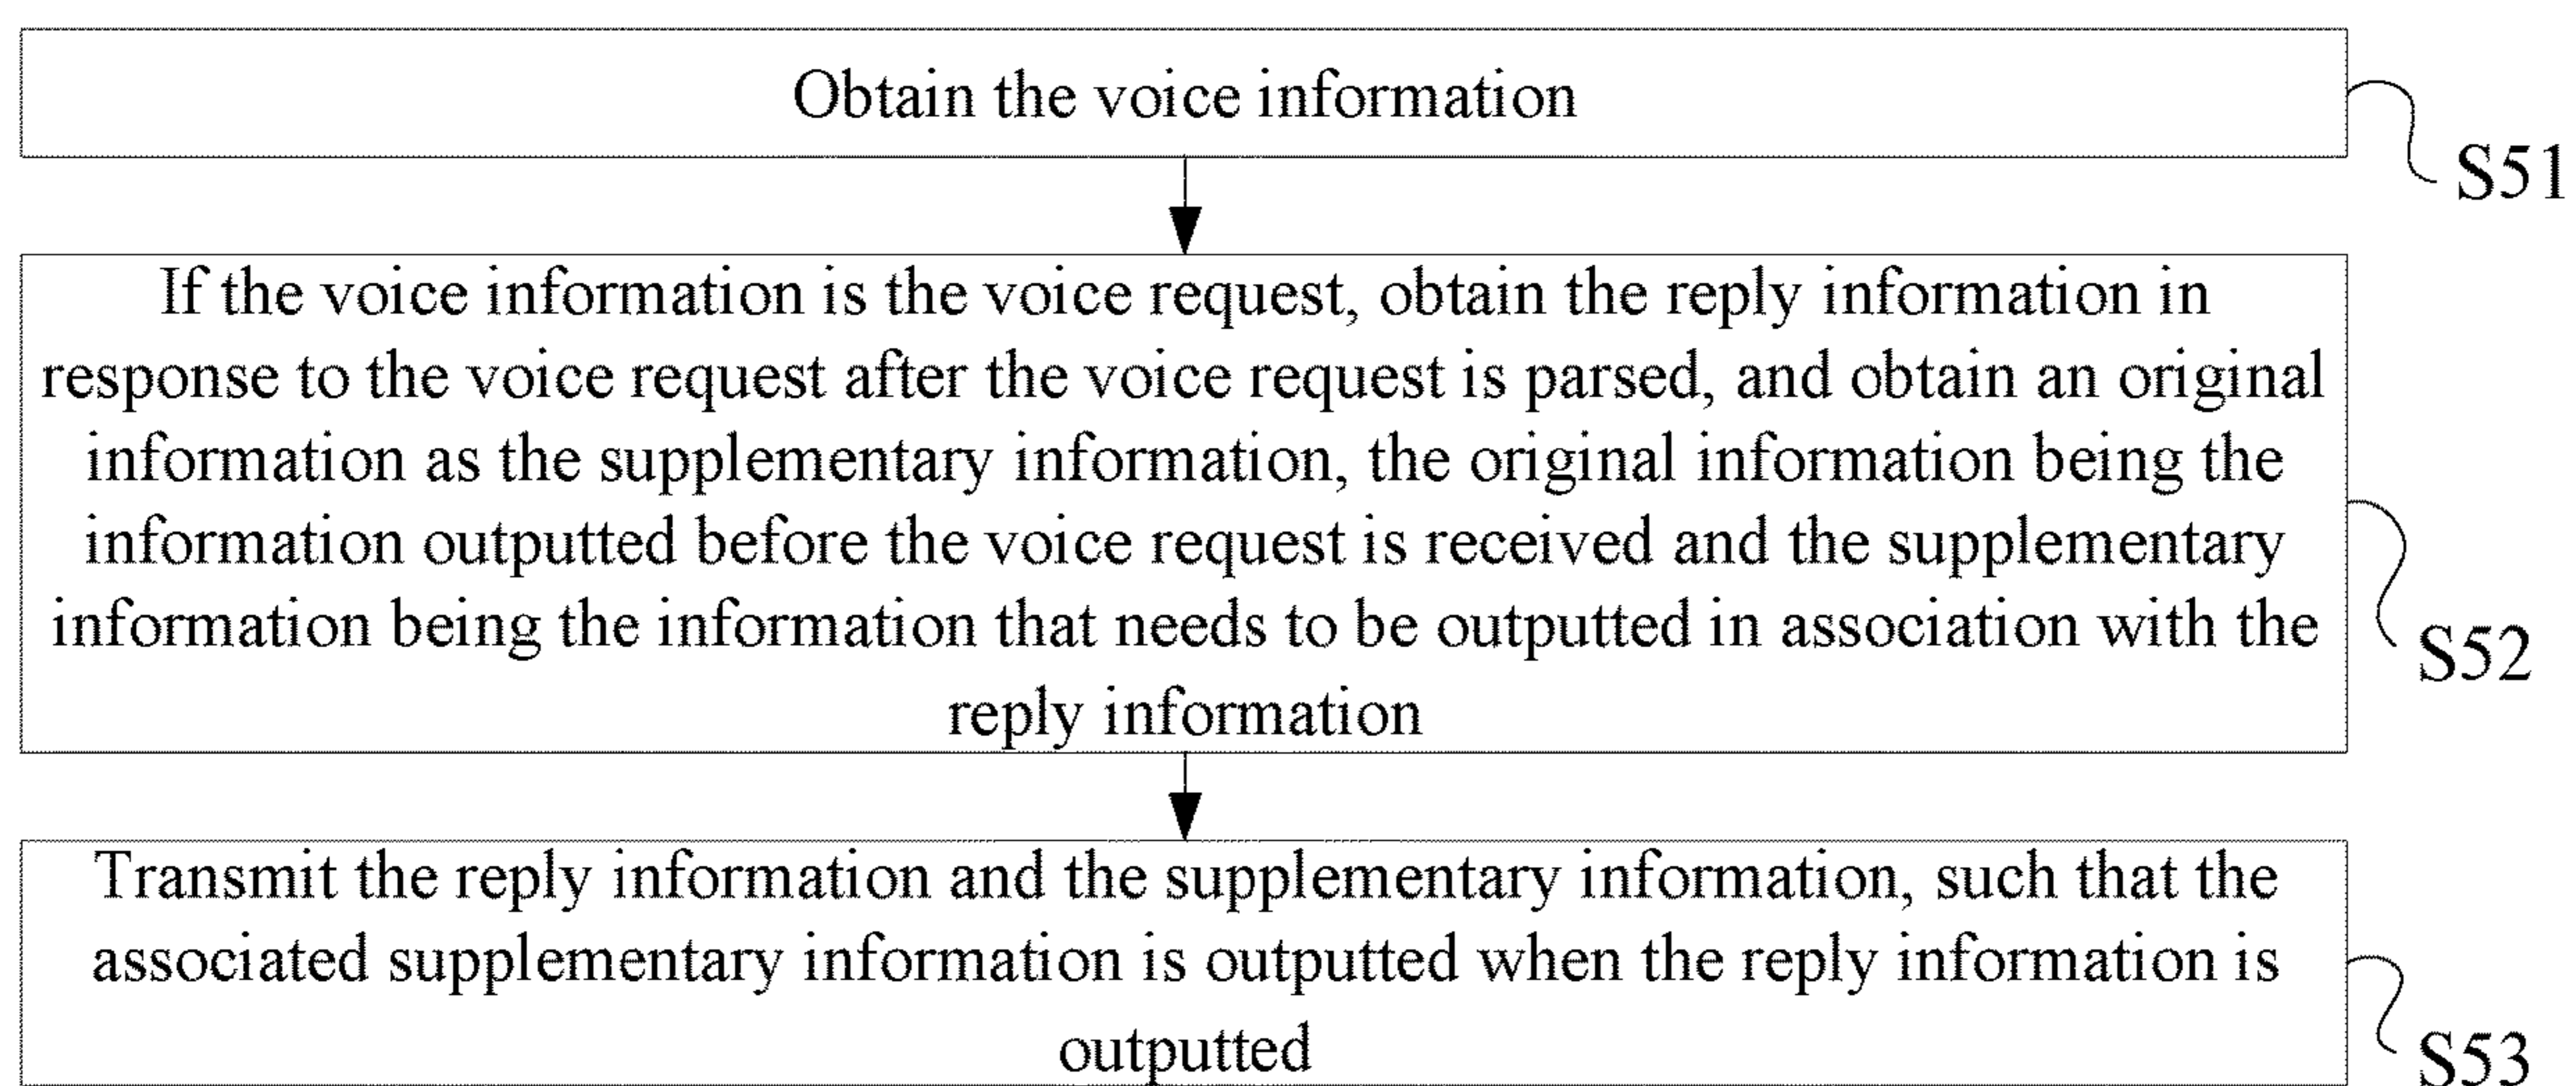 Obtain the voice information
S51
If the voice information is the voice request, obtain the reply information in
response to the voice request after the voice request is parsed, and obtain an original
information as the supplementary information, the original information being the
information outputted before the voice request is received and the supplementary
information being the information that needs to be outputted in association with the
reply information
S52
Transmit the reply information and the supplementary information, such that the
associated supplementary information is outputted when the reply information is
outputted
S53